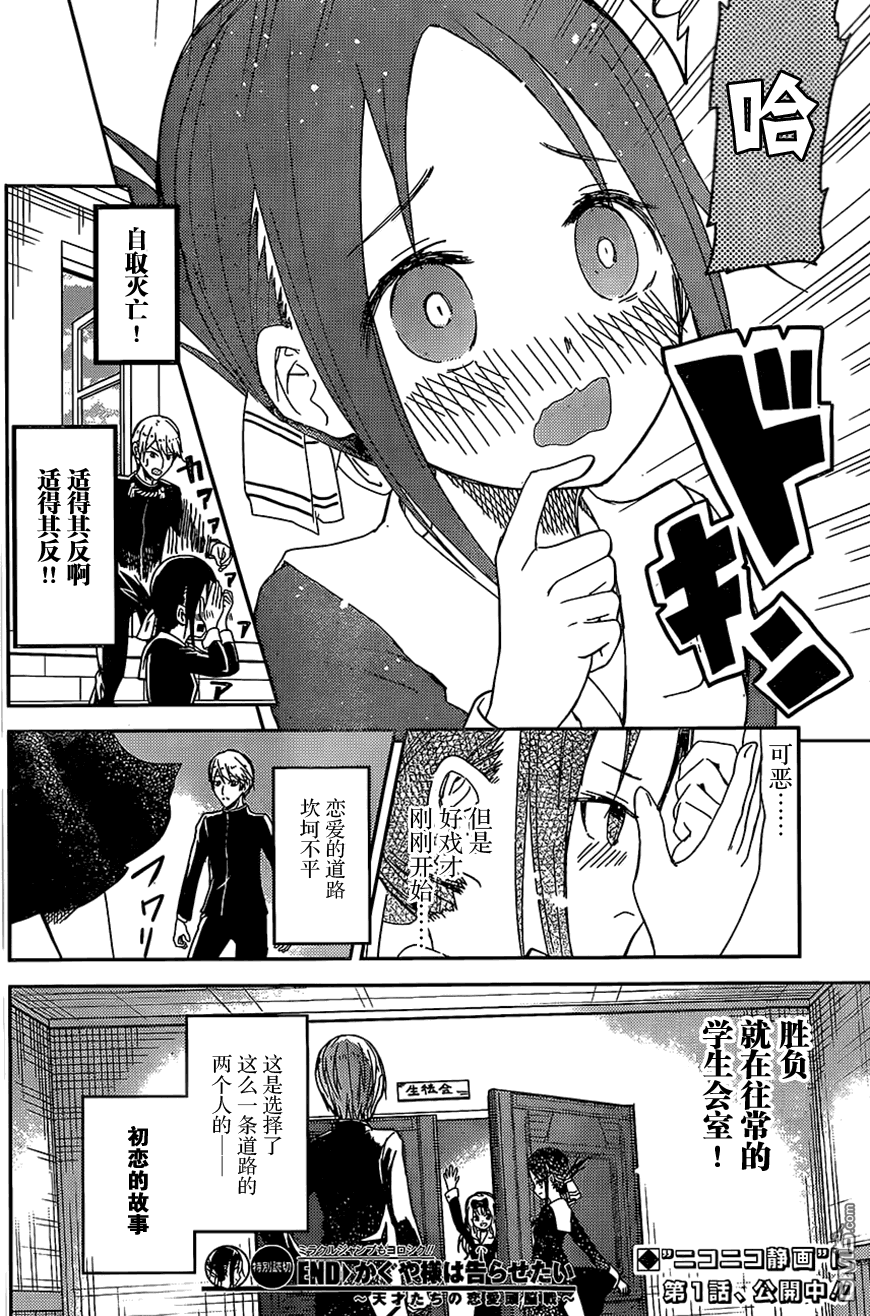 哈
ドキン!
自取灭亡！
适得其反啊
适得其反!!
カァァ
ァ
ァ
可恶……
但是
好戏才
刚刚开始……
恋爱的道路
坎坷不平
フワリ
胜负
就在往常的
学生会室！
生徒会
这是选择了
这么一条道路的
两个人的——
初恋的故事
ミラクルジャンプもヨロシク!!
特別読切
END
かぐや様は告らせたい
～天才たちの恋愛頭脳戦～
◆"ニコニコ静画"
第1話、公開中!